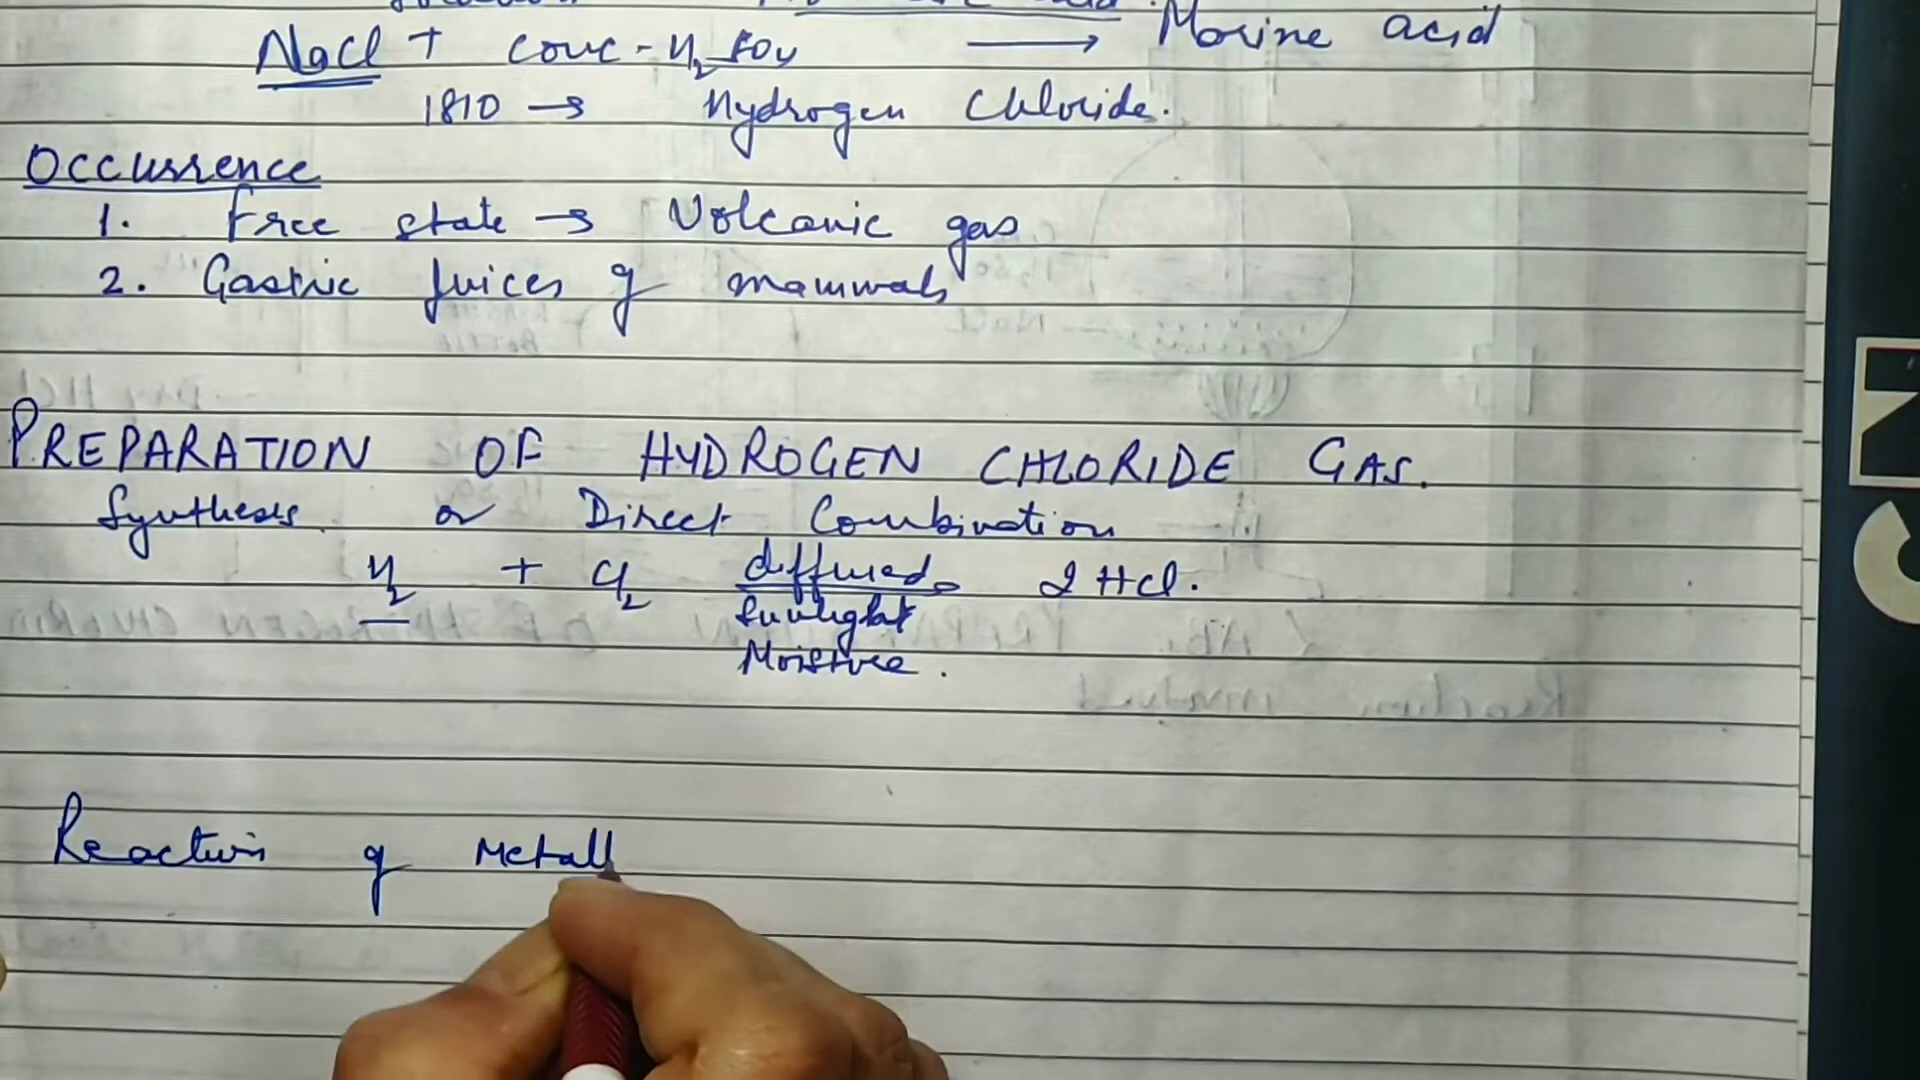 NaCl + conc - H2SO4 → Marine acid
1810 → Hydrogen Chloride.
Occurrence
1. Free state → Volcanic gas
2. Gastric juices of mammals
PREPARATION OF HYDROGEN CHLORIDE GAS.
Synthesis or Direct Combination
H2 + Cl2 diffused → 2HCl.
Sunlight
Moisture.
Reaction of Metall
CN